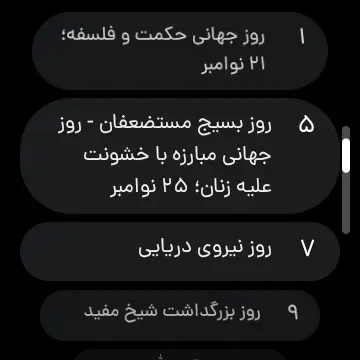 ۱ روز جهانی حکمت و فلسفه؛
۲۱ نوامبر
۵ روز بسیج مستضعفان - روز
جهانی مبارزه با خشونت
علیه زنان؛ ۲۵ نوامبر
۷ روز نیروی دریایی
۹ روز بزرگداشت شیخ مفید